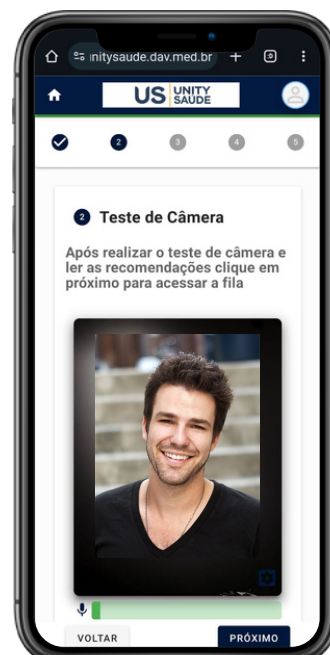 nitysaude.dav.med.br
US UNITY SAÚDE
2 3 4 5
2 Teste de Câmera
Após realizar o teste de câmera e
ler as recomendações clique em
próximo para acessar a fila
VOLTAR PRÓXIMO